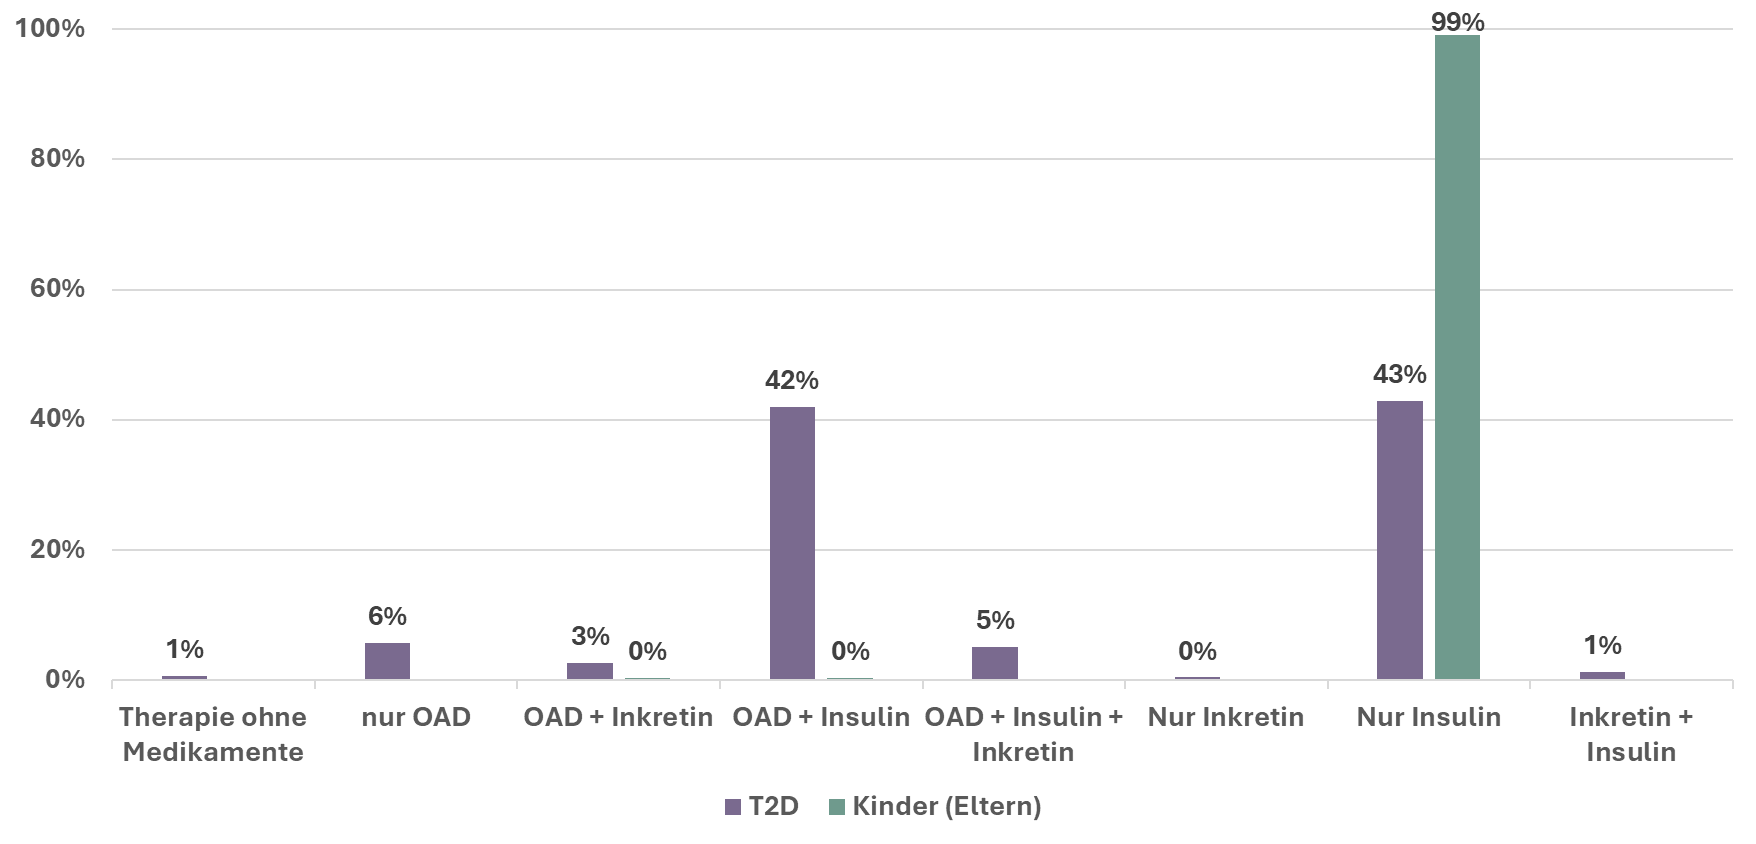 100%
80%
60%
40%
20%
0%
1%
6%
3%
0%
42%
0%
5%
0%
43%
99%
1%
Therapie ohne
Medikamente
nur OAD
OAD + Inkretin
OAD + Insulin
OAD + Insulin +
Inkretin
Nur Inkretin
Nur Insulin
Inkretin +
Insulin
T2D
Kinder (Eltern)